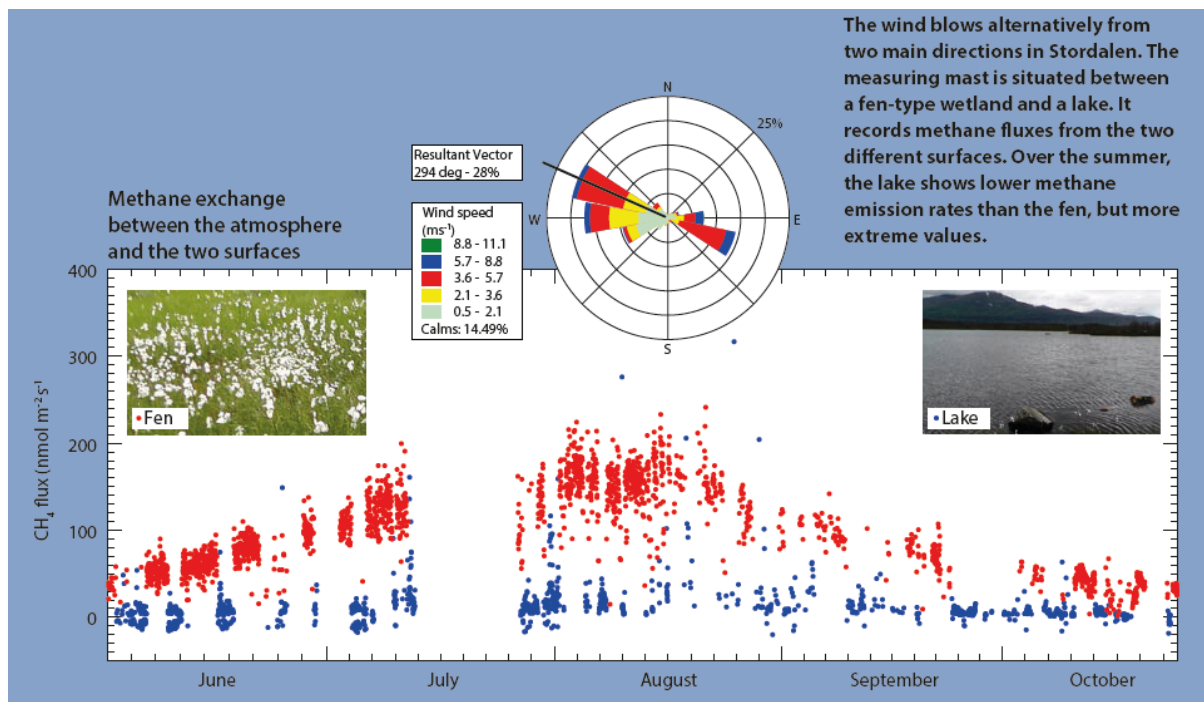 The wind blows alternatively from
two main directions in Stordalen. The
measuring mast is situated between
a fen-type wetland and a lake. It
records methane fluxes from the two
different surfaces. Over the summer,
the lake shows lower methane
emission rates than the fen, but more
extreme values.
N
25%
W
E
S
Resultant Vector
294 deg - 28%
Wind speed
(ms⁻¹)
8.8 - 11.1
5.7 - 8.8
3.6 - 5.7
2.1 - 3.6
0.5 - 2.1
Calms: 14.49%
Methane exchange
between the atmosphere
and the two surfaces
400
300
200
100
0
CH₄ flux (nmol m⁻² s⁻¹)
Fen
Lake
June
July
August
September
October